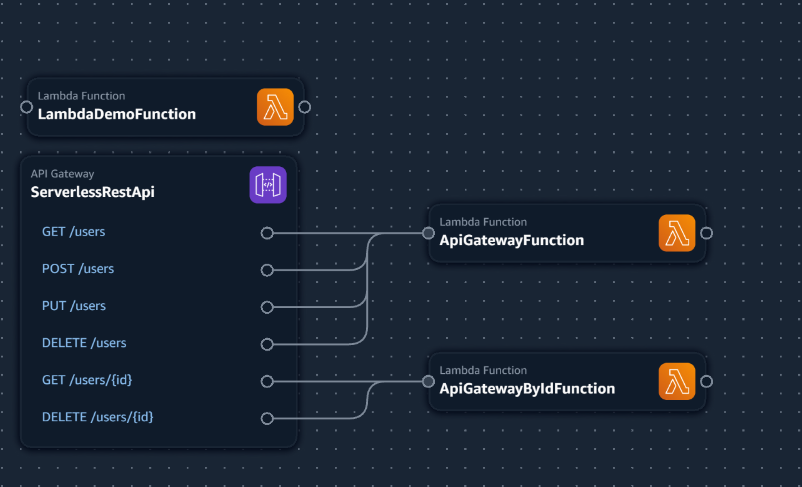 Lambda Function
LambdaDemoFunction
API Gateway
ServerlessRestApi
GET /users
POST /users
PUT /users
DELETE /users
GET /users/{id}
DELETE /users/{id}
Lambda Function
ApiGatewayFunction
Lambda Function
ApiGatewayByIdFunction